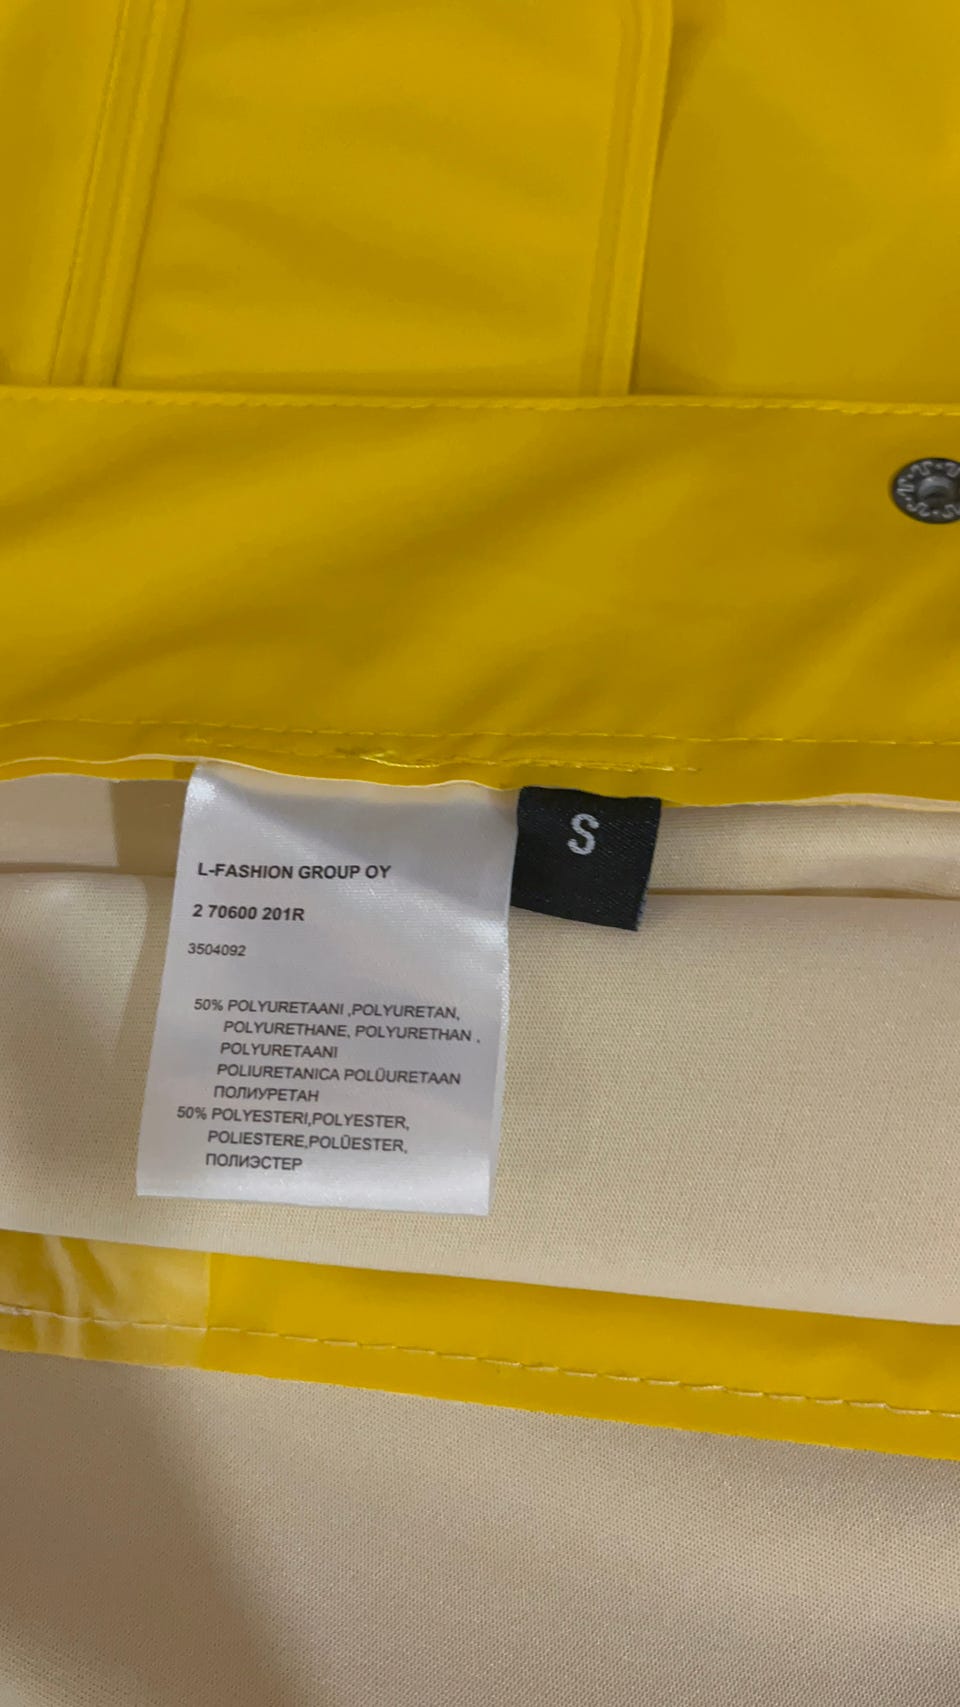 S
L-FASHION GROUP OY
2 70600 201R
3504092
50% POLYURETAANI ,POLYURETAN,
POLYURETHANE, POLYURETHAN ,
POLYURETAANI
POLIURETANICA POLÜURETAAN
ПОЛИУРЕТАН
50% POLYESTERI,POLYESTER,
POLIESTERE,POLÜESTER,
ПОЛИЭСТЕР